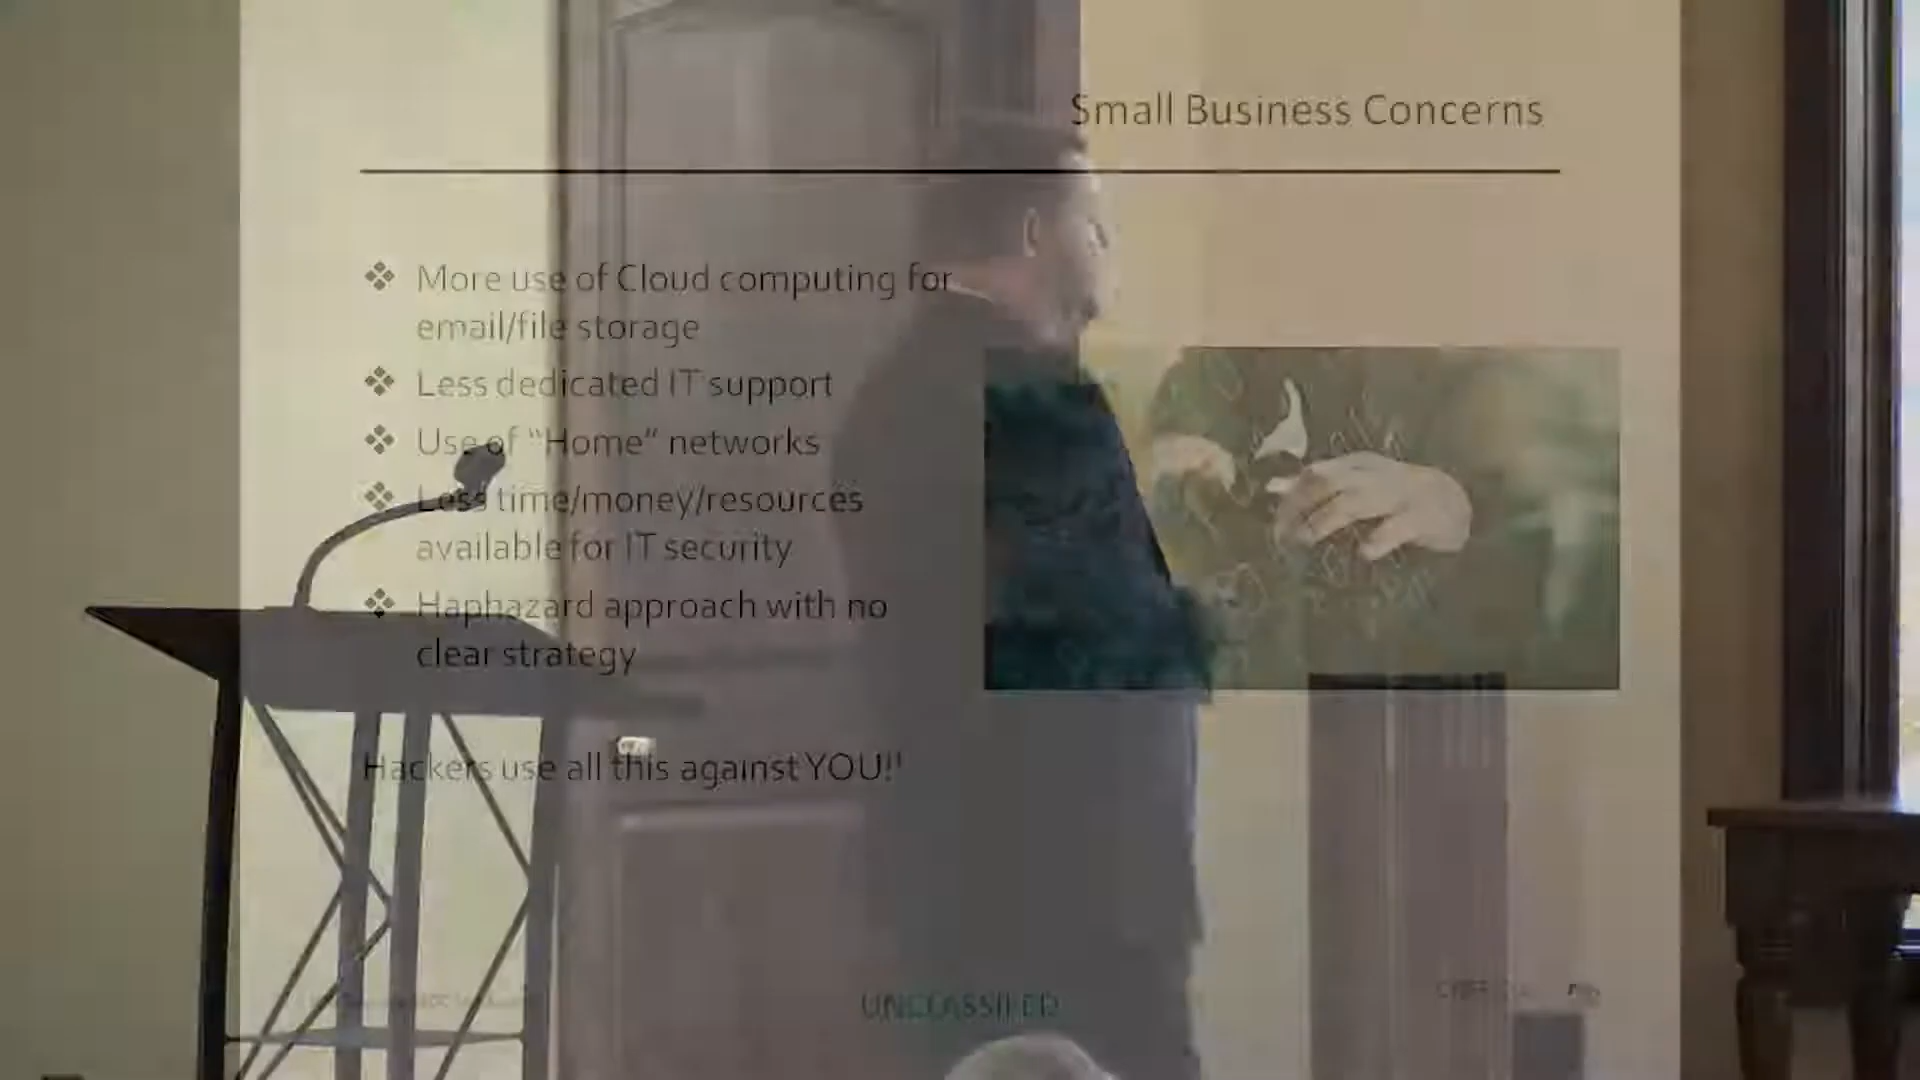 Small Business Concerns
❖ More use of Cloud computing for
email/file storage
❖ Less dedicated IT support
❖ Use of “Home” networks
❖ Less time/money/resources
available for IT security
❖ Haphazard approach with no
clear strategy
Hackers use all this against YOU!'
UNCLASSIFED